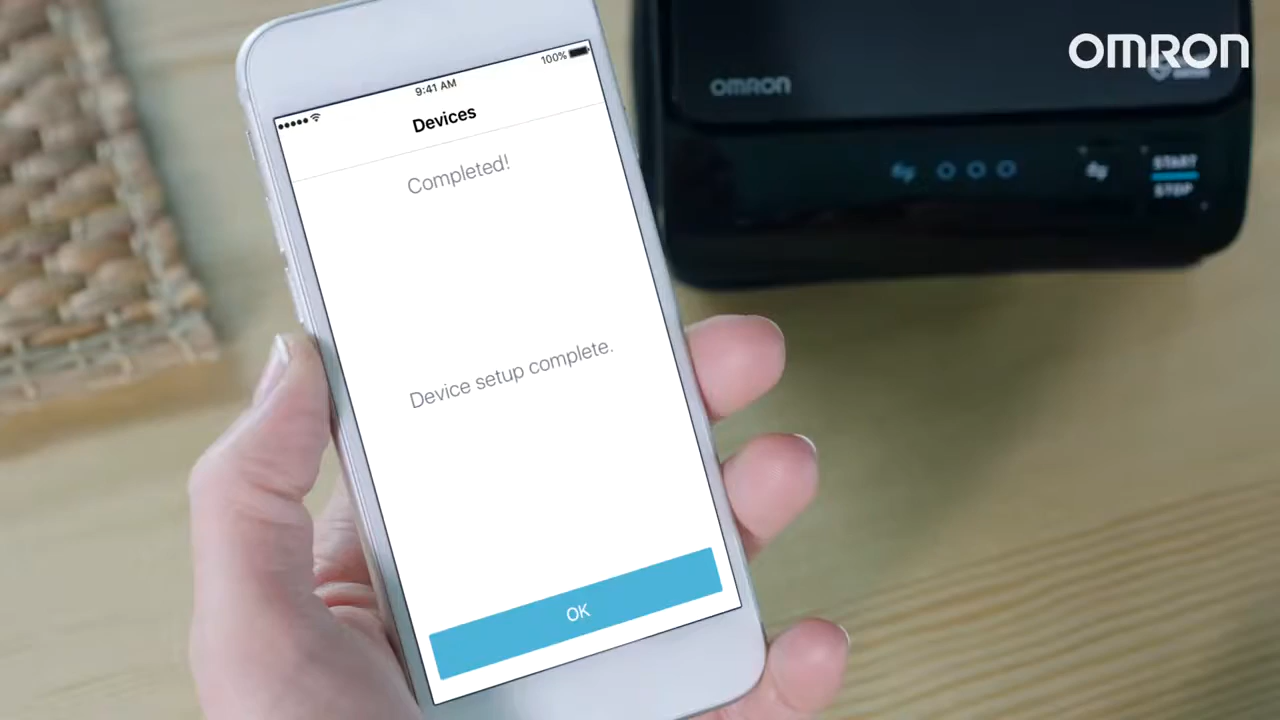 OMRON
100%
9:41 AM
Devices
Completed!
Device setup complete.
OK
OMRON
START
STOP